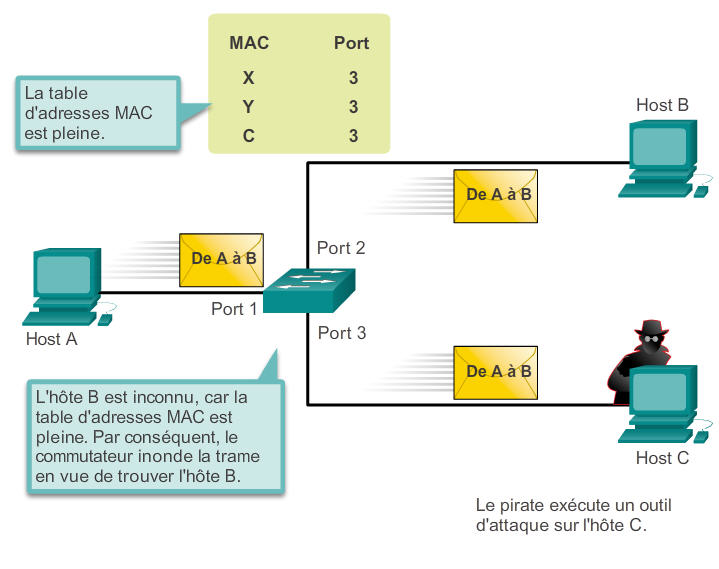 MAC Port
X 3
Y 3
C 3
La table
d'adresses MAC
est pleine.
Host B
De A à B
De A à B
Port 2
Port 1
Host A
Port 3
De A à B
L'hôte B est inconnu, car la
table d'adresses MAC est
pleine. Par conséquent, le
commutateur inonde la trame
en vue de trouver l'hôte B.
Host C
Le pirate exécute un outil
d'attaque sur l'hôte C.